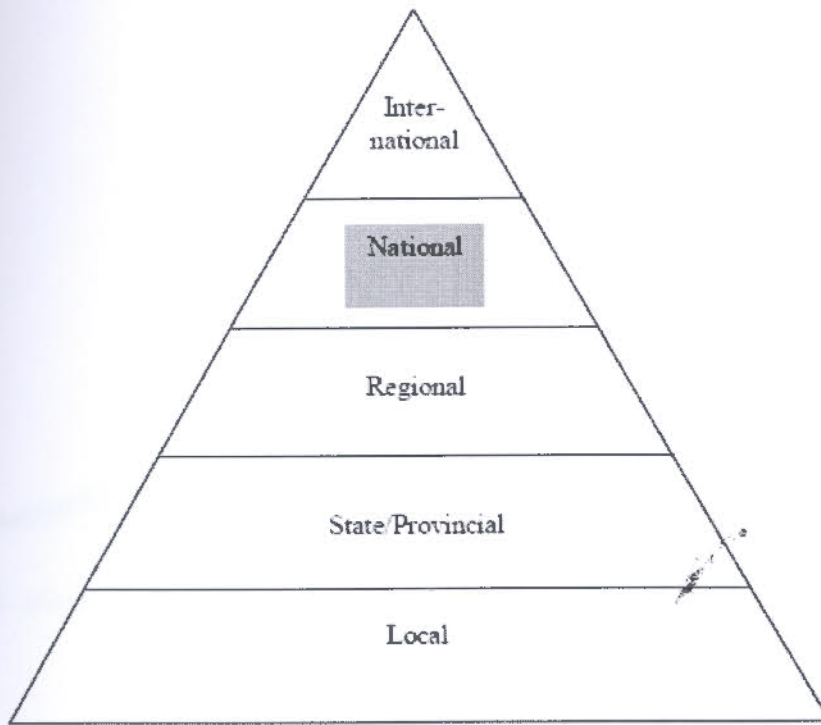 Inter-
national
National
Regional
State/Provincial
Local